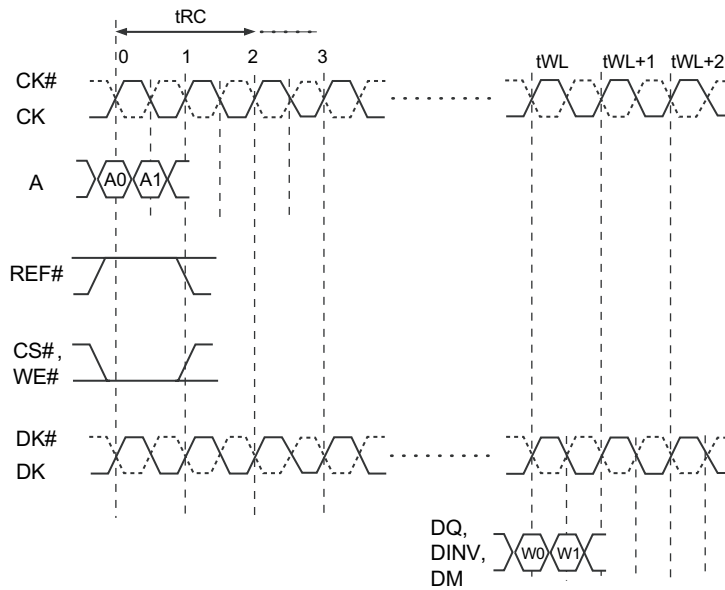 tRC
0 1 2 3
tWL tWL+1 tWL+2
CK#
CK
A A0 A1
REF#
CS#,
WE#
DK#
DK
DQ,
DINV, W0 W1
DM